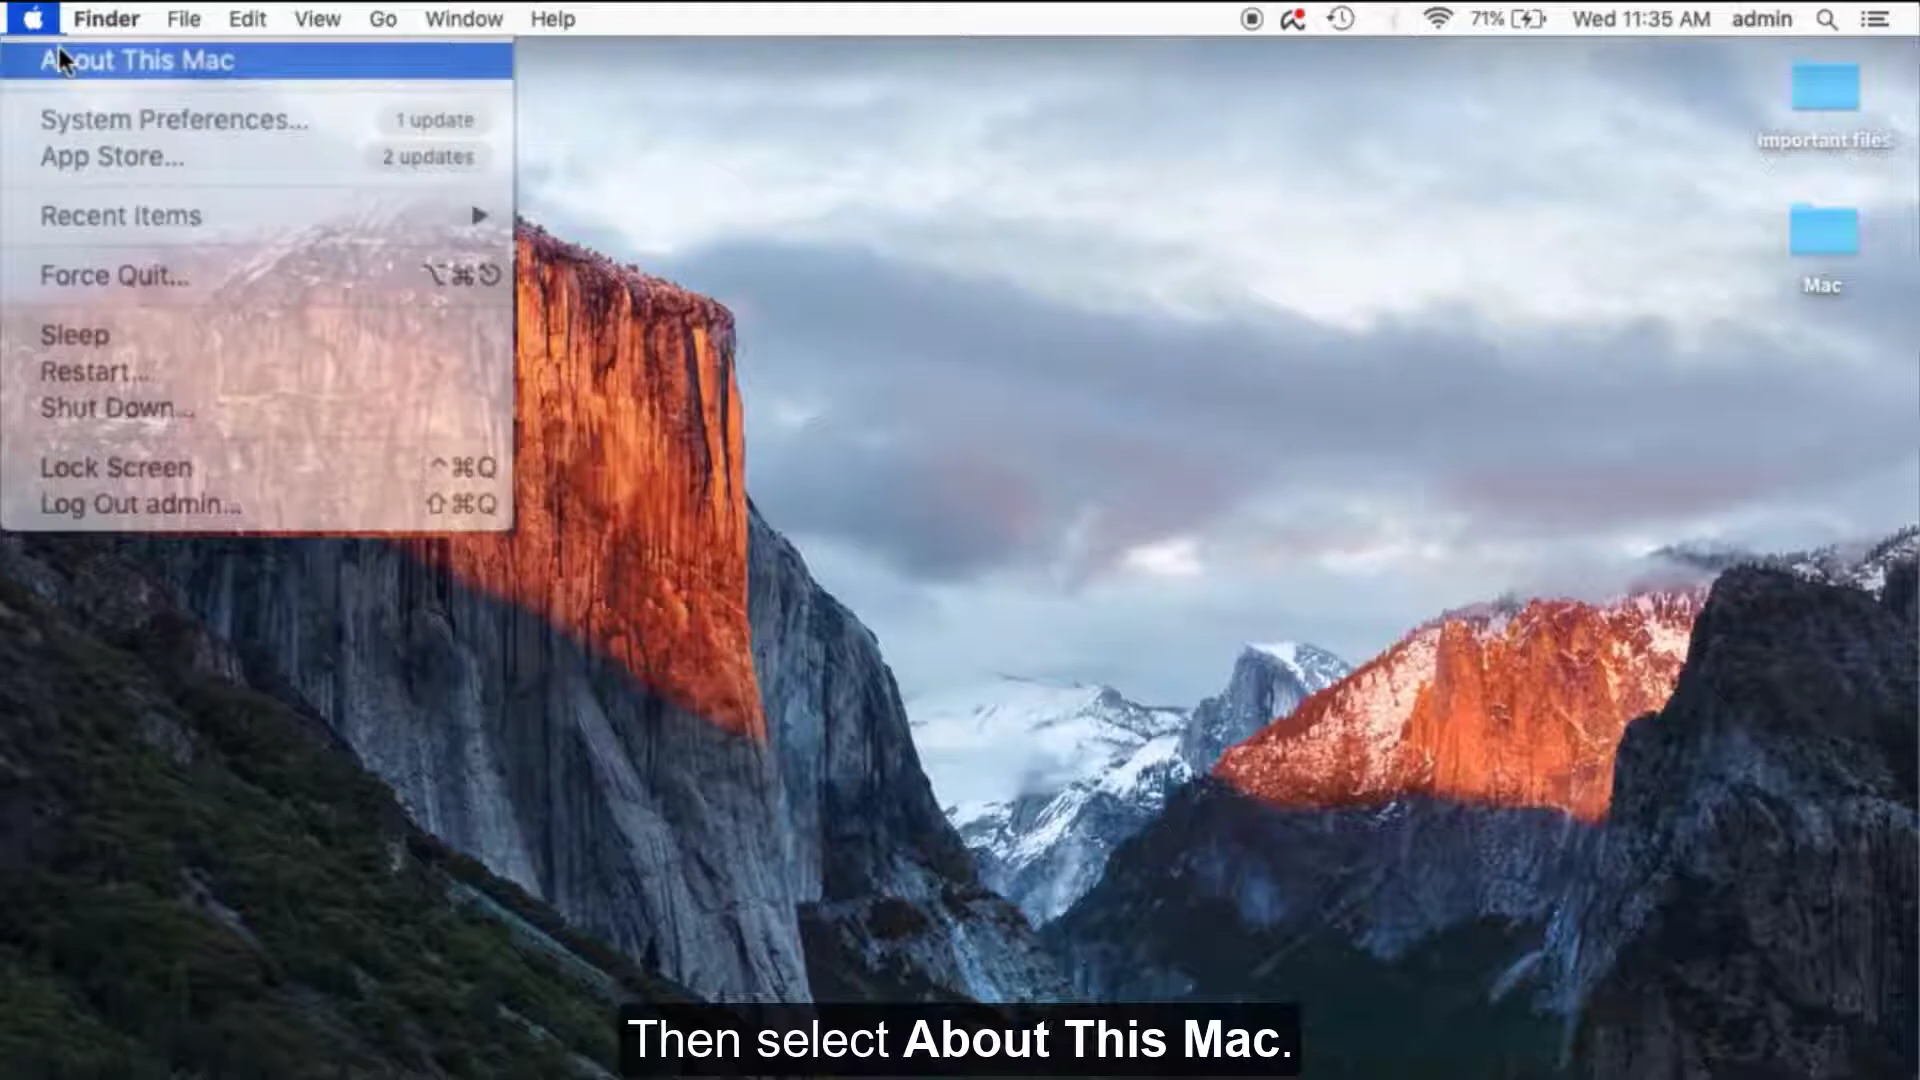 Finder File Edit View Go Window Help 71% Wed 11:35 AM admin
About This Mac
System Preferences... 1 update
App Store... 2 updates
Recent Items
Force Quit... ⌥⌘⎋
Sleep
Restart...
Shut Down...
Lock Screen ^⌘Q
Log Out admin... ⇧⌘Q
important files
Mac
Then select About This Mac.